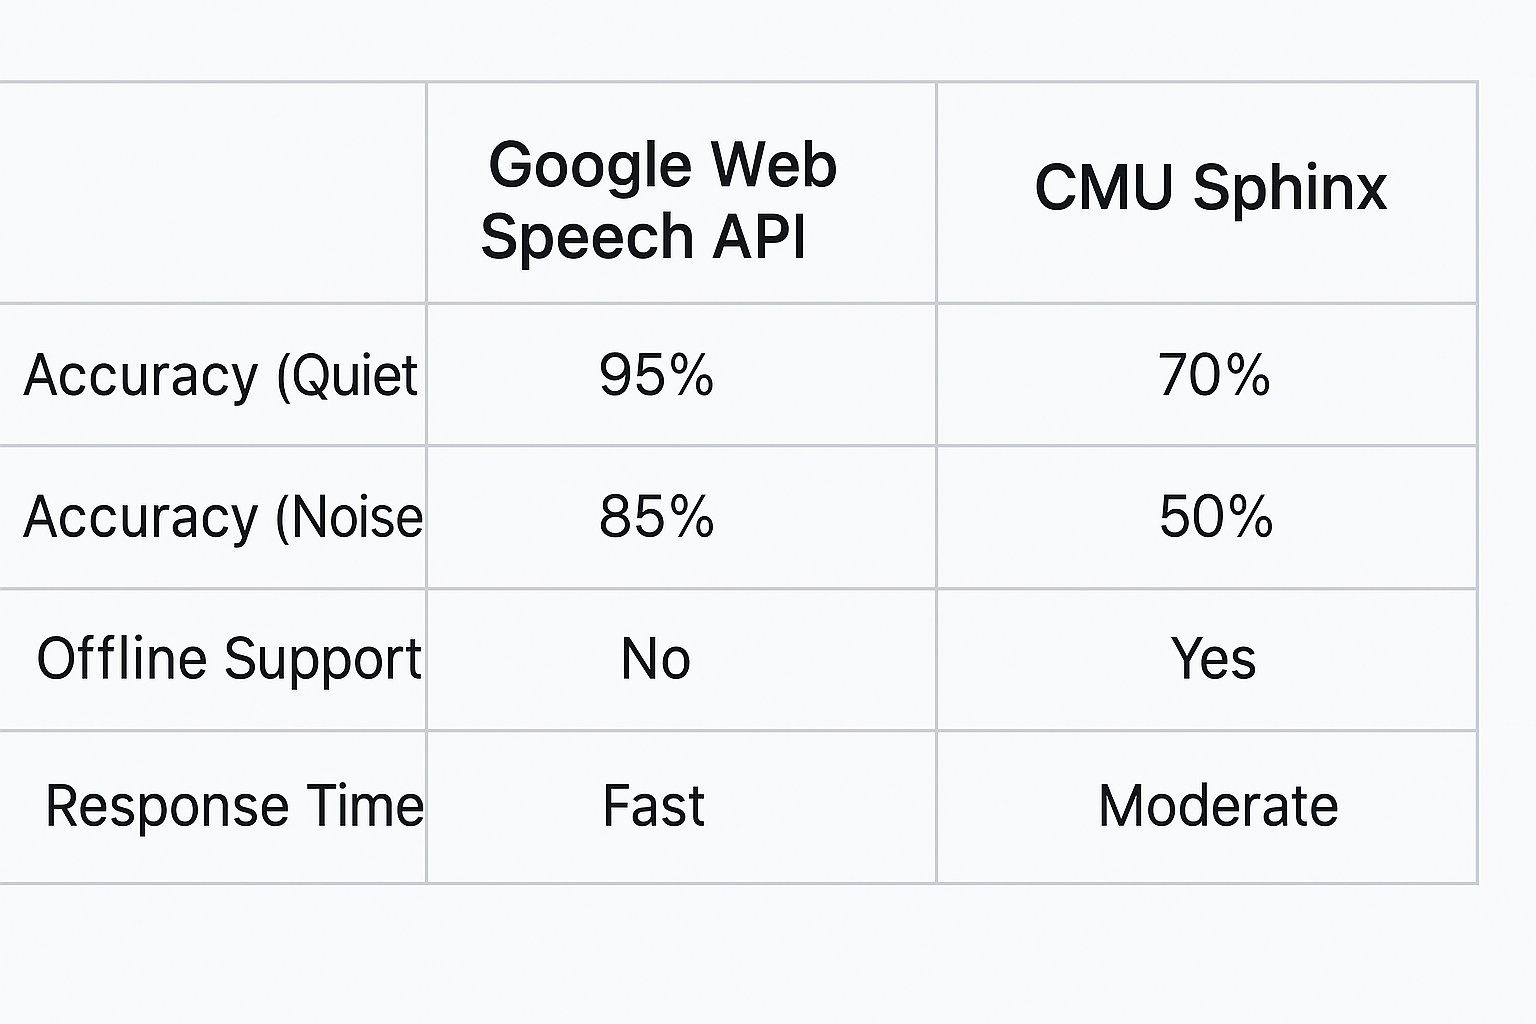 Google Web
Speech API
CMU Sphinx
Accuracy (Quiet 95% 70%
Accuracy (Noise 85% 50%
Offline Support No Yes
Response Time Fast Moderate